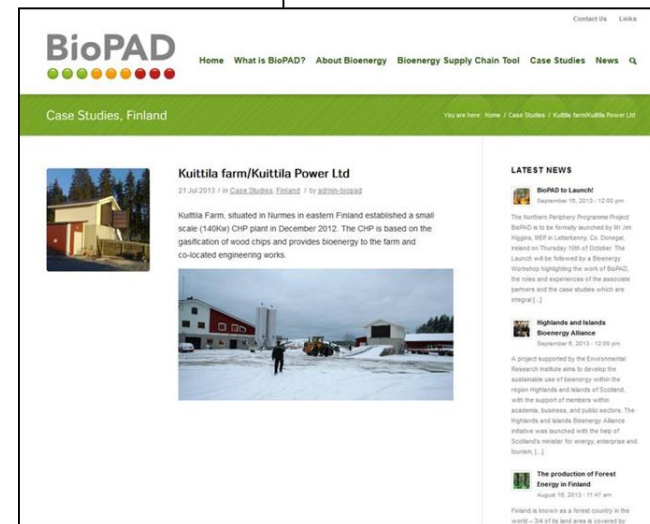 Contact Us Links
BioPAD
Home What is BioPAD? About Bioenergy Bioenergy Supply Chain Tool Case Studies News
Case Studies, Finland
You are here: Home / Case Studies / Kuittila farm/Kuittila Power Ltd
Kuittila farm/Kuittila Power Ltd
21 Jul 2013 / in Case Studies, Finland / by admin-biopad
Kuittila Farm, situated in Nurmes in eastern Finland established a small
scale (140Kw) CHP plant in December 2012. The CHP is based on the
gasification of wood chips and provides bioenergy to the farm and
co-located engineering works.
LATEST NEWS
BioPAD to Launch!
September 10, 2013 - 12:00 pm
The Northern Periphery Programme Project
BioPAD is to be formally launched by Mr Jim
Higgins, MEP in Letterkenny, Co. Donegal,
Ireland on Thursday 10th of October. The
Launch will be followed by a Bioenergy
Workshop highlighting the work of BioPAD,
the roles and experiences of the associate
partners and the case studies which are
integral [...]
Highlands and Islands
Bioenergy Alliance
September 6, 2013 - 12:00 pm
A project supported by the Environmental
Research Institute aims to develop the
sustainable use of bioenergy within the
region Highlands and Islands of Scotland,
with the support of members within
academia, business, and public sectors. The
Highlands and Islands Bioenergy Alliance
initiative was launched with the help of
Scotland's minister for energy, enterprise and
tourism, [...]
The production of Forest
Energy in Finland
August 16, 2013 - 11:47 am
Finland is known as a forest country in the
world – 3/4 of its land area is covered by